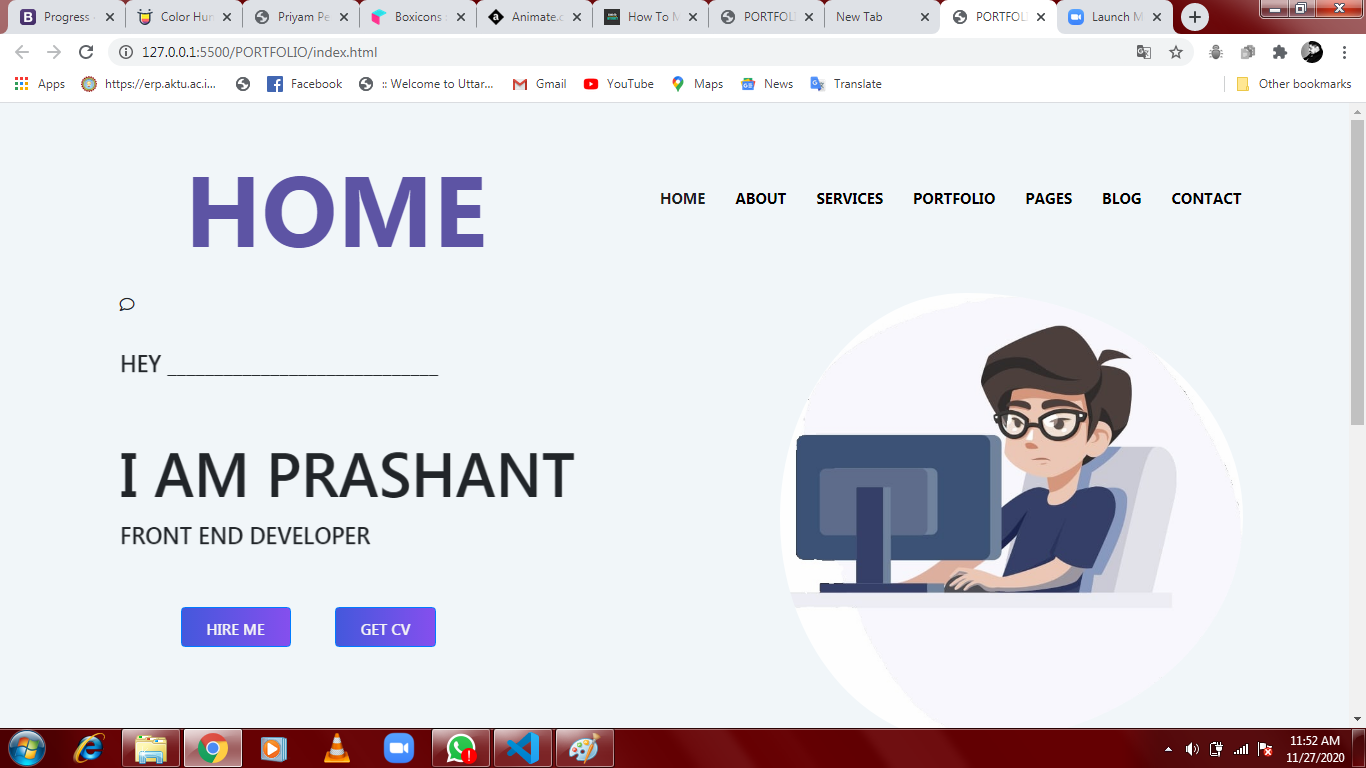 Progress
Color Hun
Priyam Pe
Boxicons
Animate.c
How To M
PORTFOLI
New Tab
PORTFOLI
Launch M
127.0.0.1:5500/PORTFOLIO/index.html
Apps
https://erp.aktu.ac.i...
Facebook
:: Welcome to Uttar...
Gmail
YouTube
Maps
News
Translate
Other bookmarks
HOME
HOME ABOUT SERVICES PORTFOLIO PAGES BLOG CONTACT
HEY ___________________________
I AM PRASHANT
FRONT END DEVELOPER
HIRE ME
GET CV
11:52 AM
11/27/2020